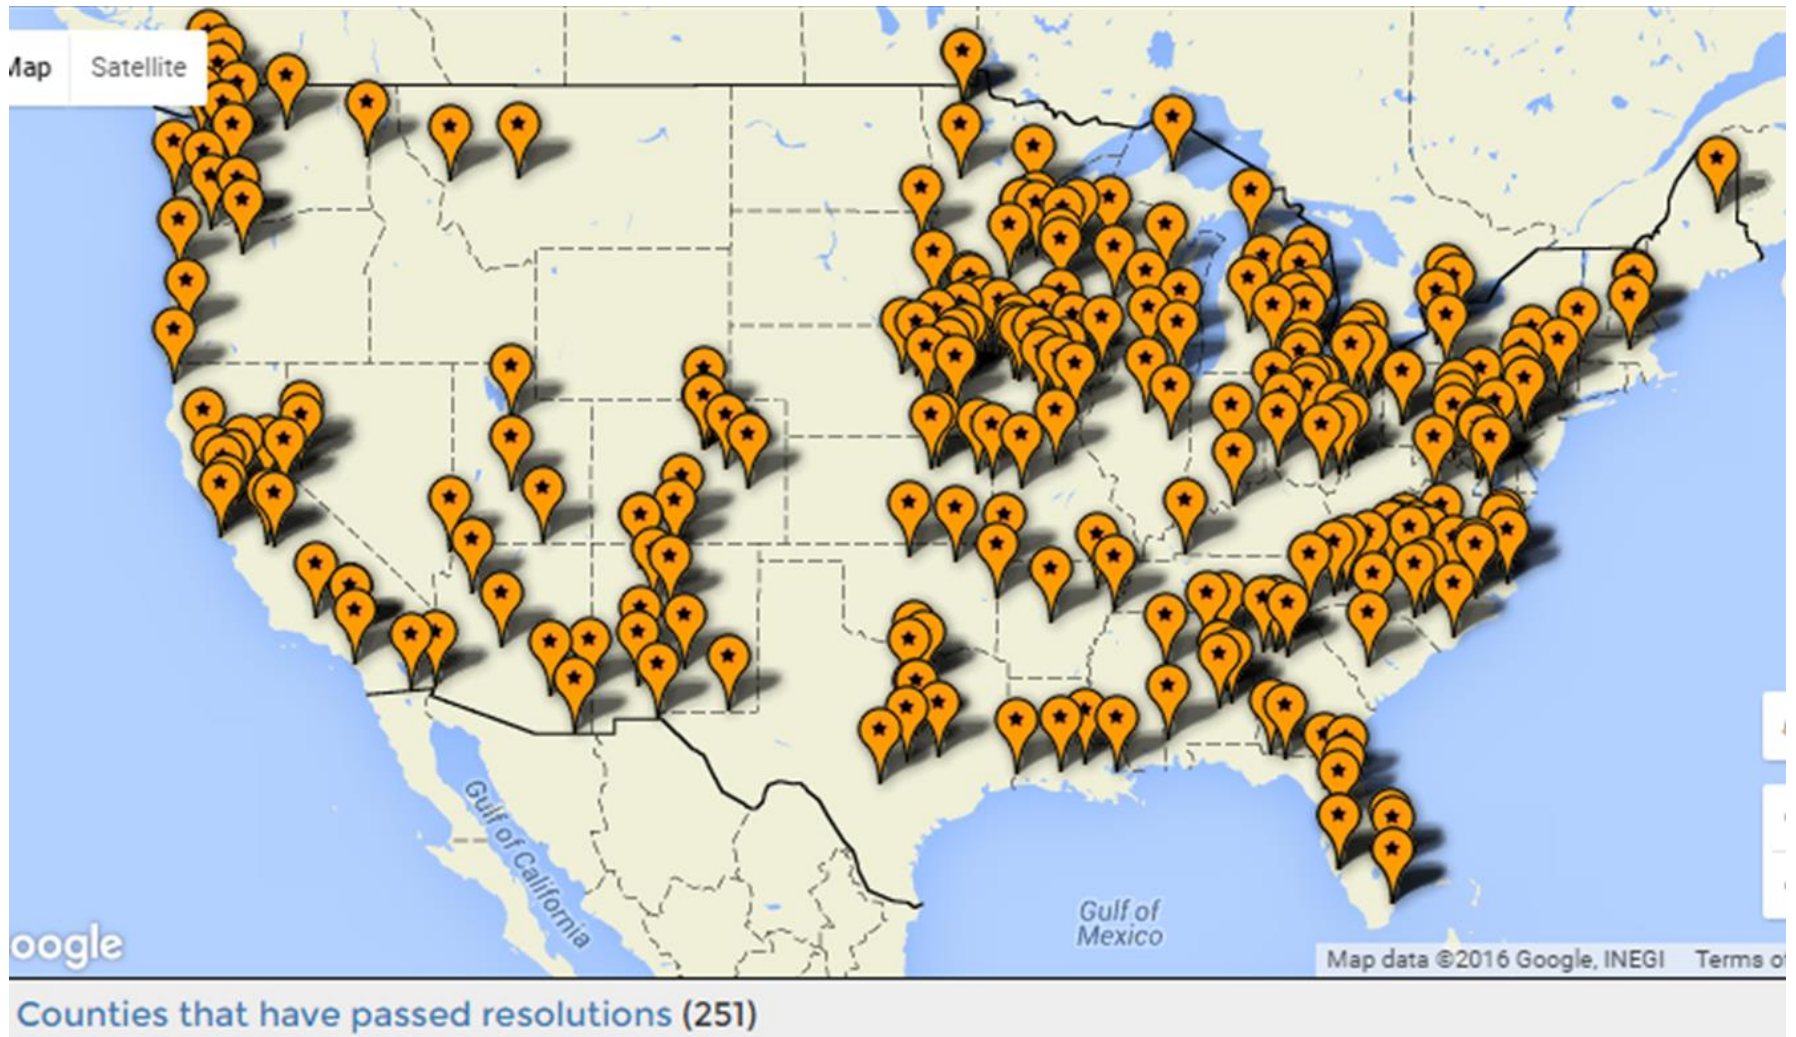 Map
Satellite
Gulf of California
Gulf of
Mexico
oogle
Map data ©2016 Google, INEGI
Terms of
Counties that have passed resolutions (251)